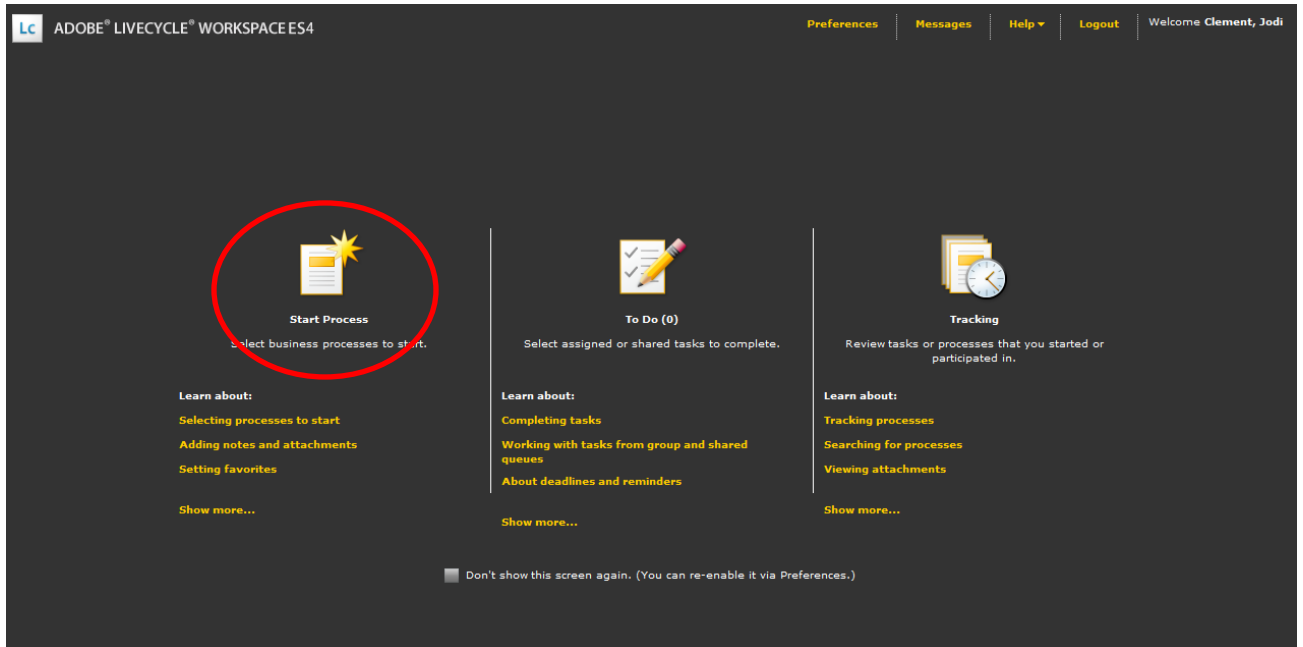 Lc ADOBE® LIVECYCLE® WORKSPACE ES4
Preferences Messages Help Logout Welcome Clement, Jodi
Start Process
Select business processes to start.
Learn about:
Selecting processes to start
Adding notes and attachments
Setting favorites
Show more...
To Do (0)
Select assigned or shared tasks to complete.
Learn about:
Completing tasks
Working with tasks from group and shared
queues
About deadlines and reminders
Show more...
Tracking
Review tasks or processes that you started or
participated in.
Learn about:
Tracking processes
Searching for processes
Viewing attachments
Show more...
Don't show this screen again. (You can re-enable it via Preferences.)